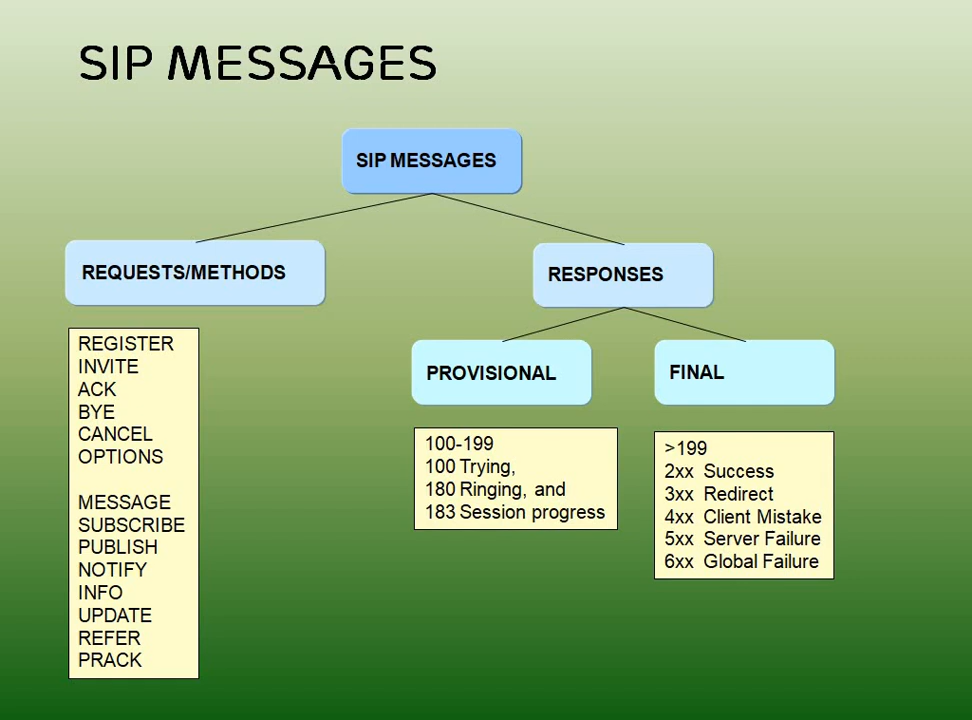 SIP MESSAGES
SIP MESSAGES
REQUESTS/METHODS
RESPONSES
REGISTER
INVITE
ACK
BYE
CANCEL
OPTIONS
MESSAGE
SUBSCRIBE
PUBLISH
NOTIFY
INFO
UPDATE
REFER
PRACK
PROVISIONAL
100-199
100 Trying,
180 Ringing, and
183 Session progress
FINAL
>199
2xx Success
3xx Redirect
4xx Client Mistake
5xx Server Failure
6xx Global Failure